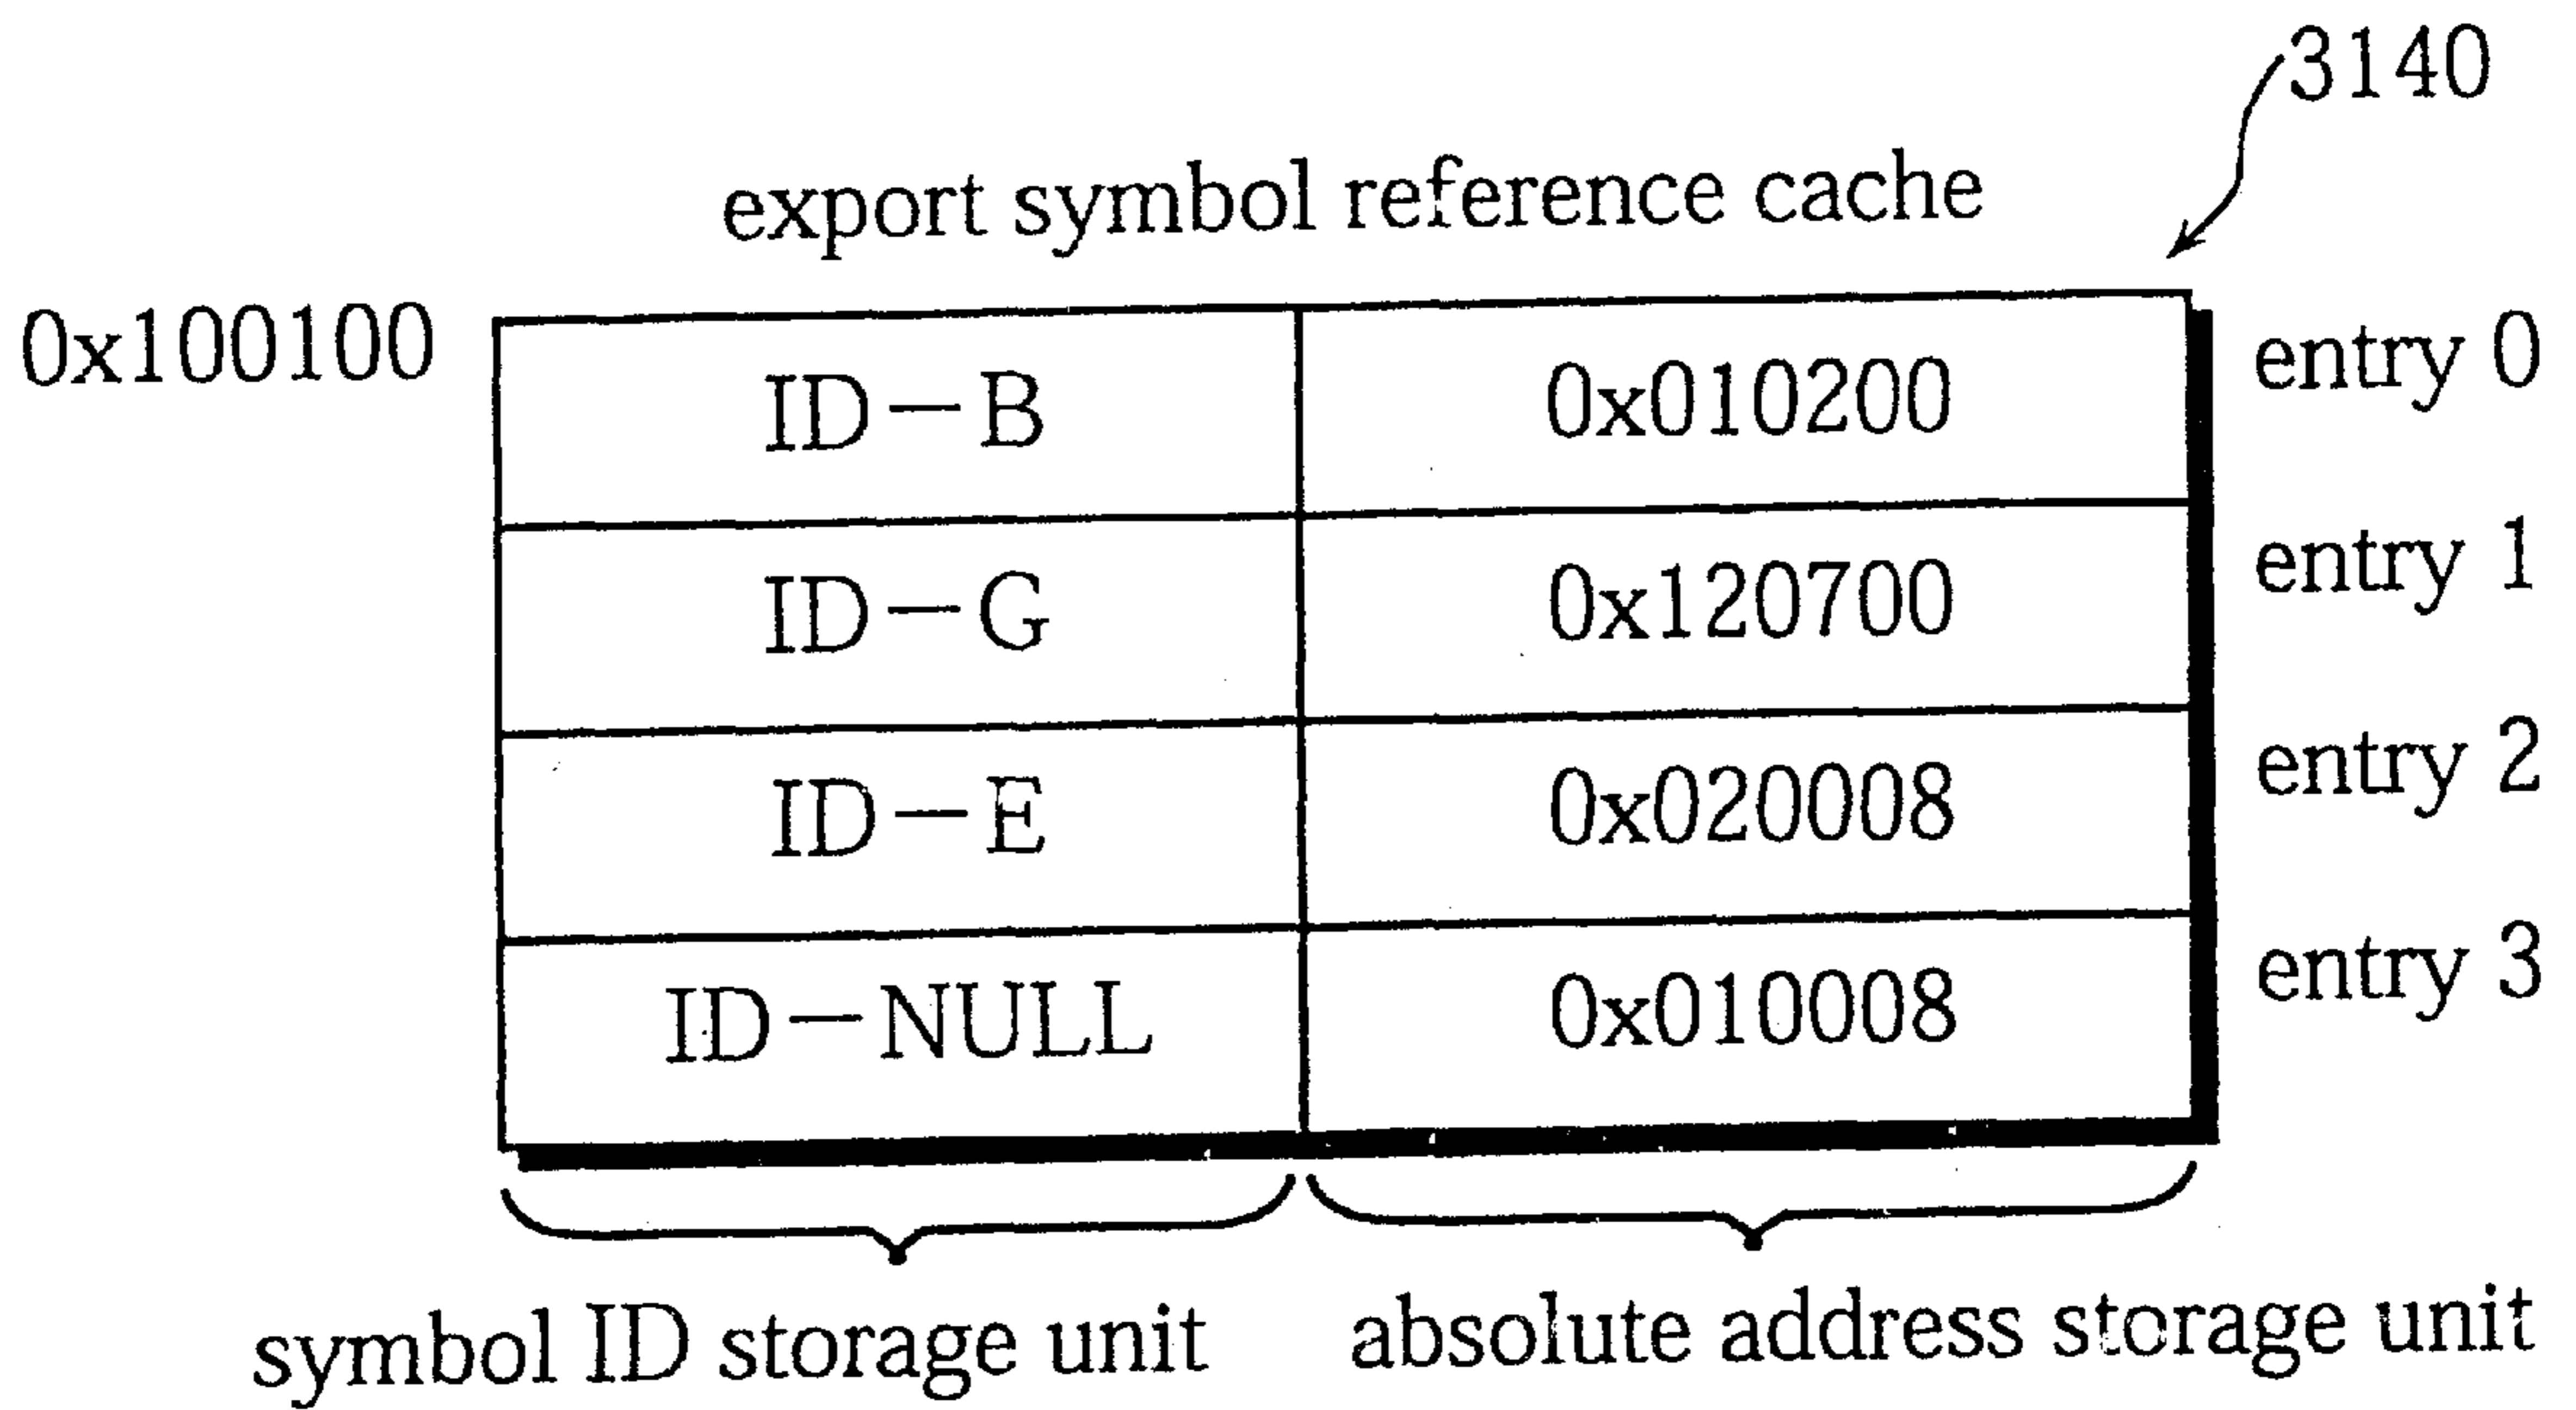 3140
export symbol reference cache
0x100100
ID—B 0x010200 entry 0
ID—G 0x120700 entry 1
ID—E 0x020008 entry 2
ID—NULL 0x010008 entry 3
symbol ID storage unit absolute address storage unit